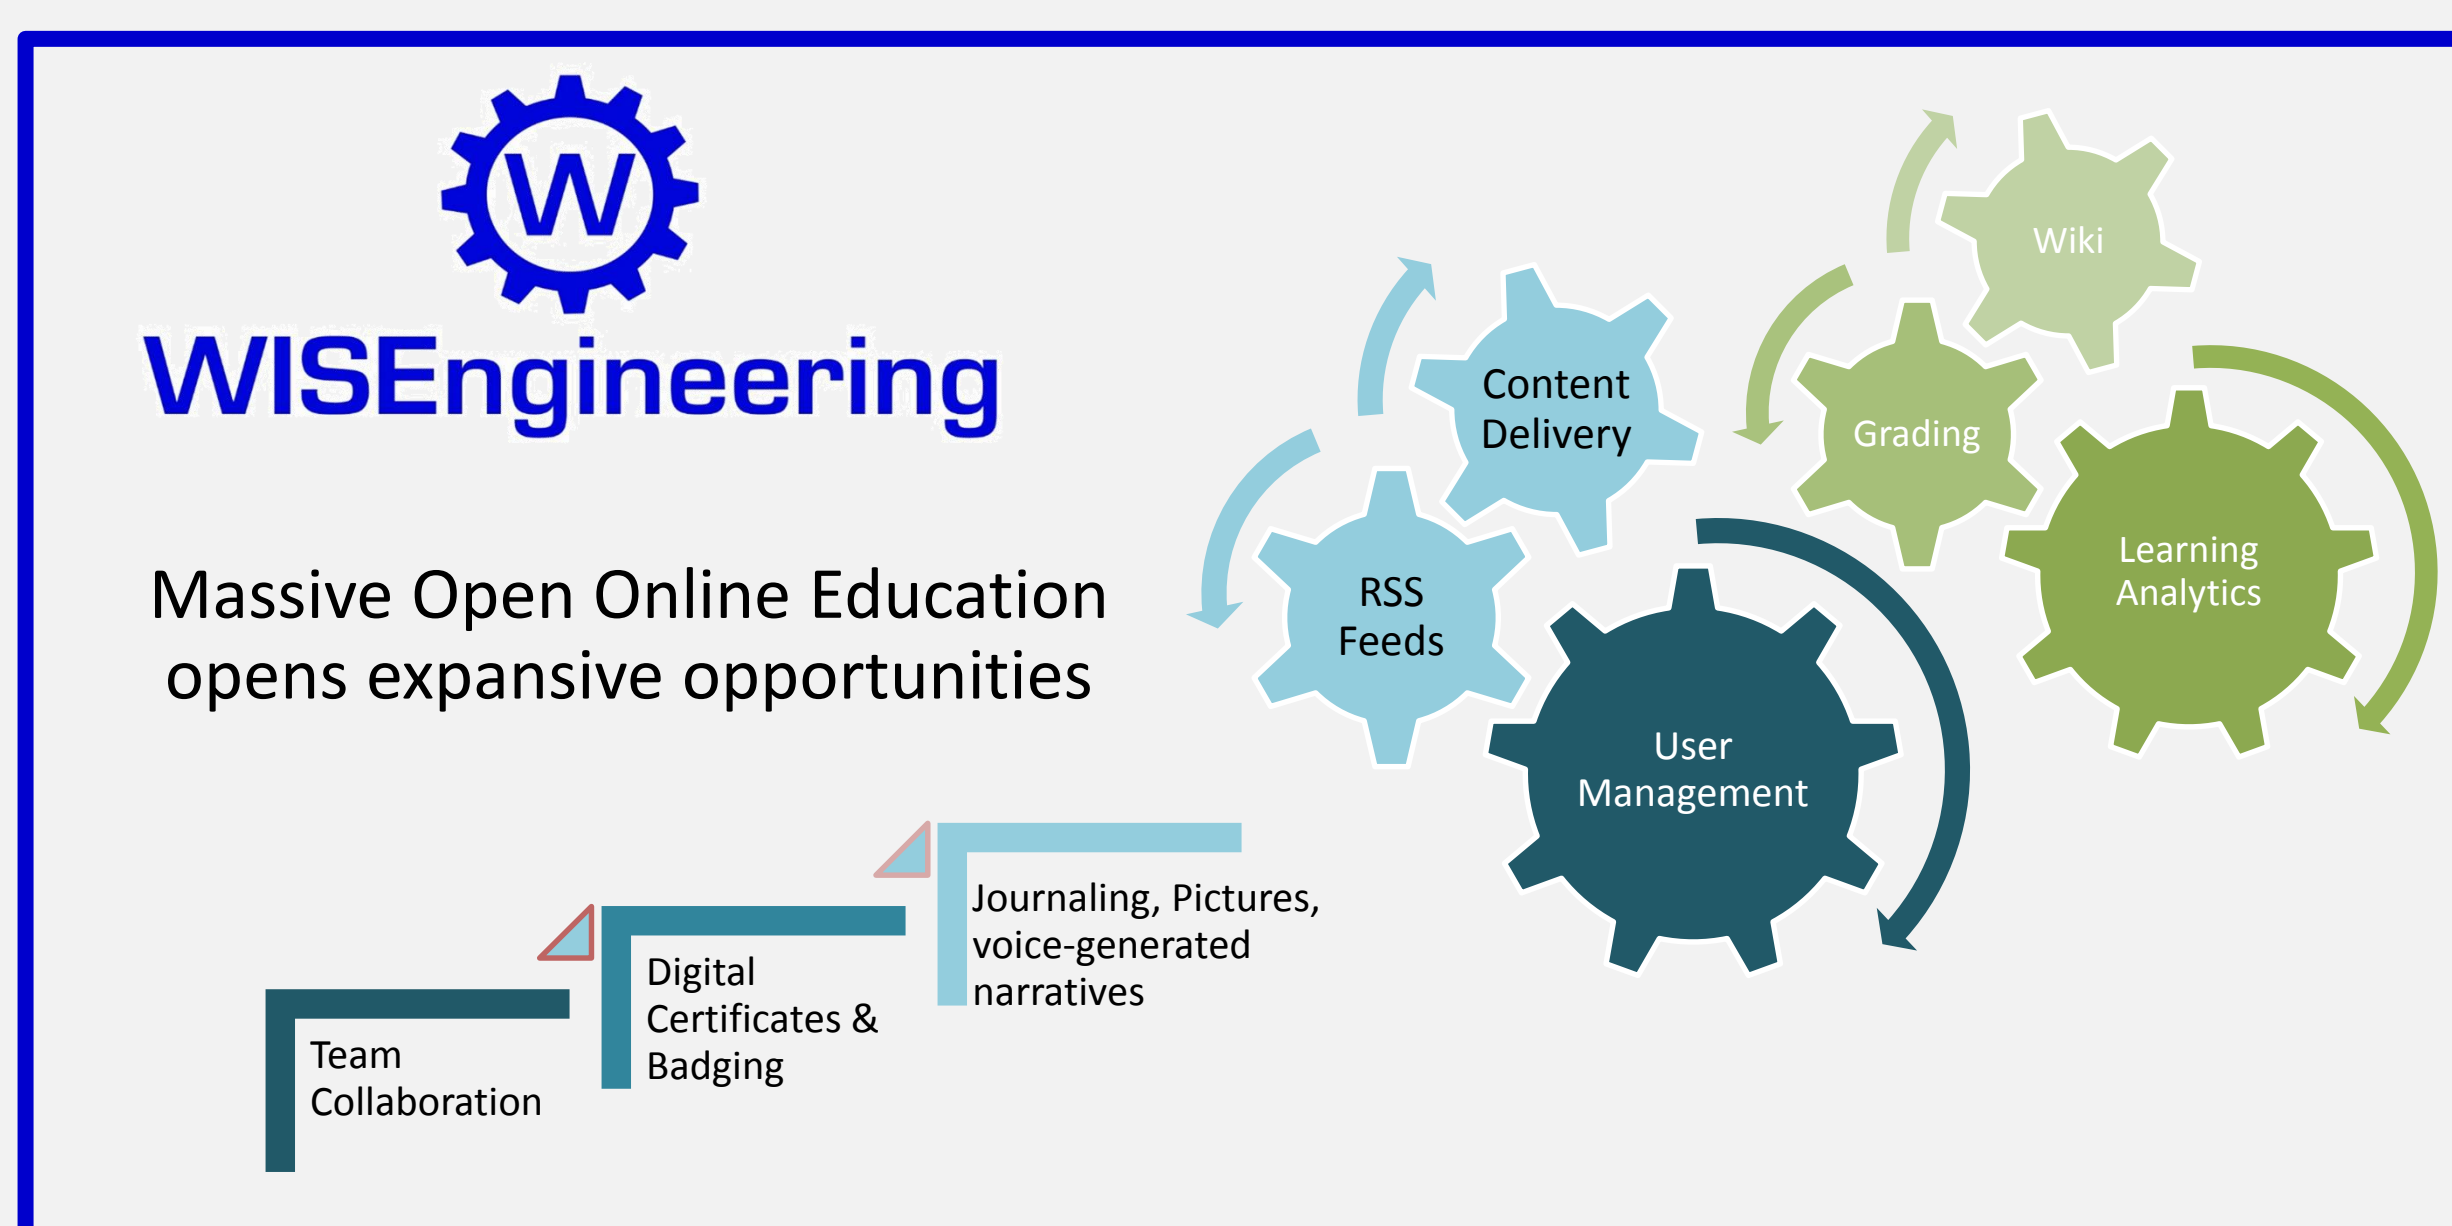 W
WISEngineering
Massive Open Online Education
opens expansive opportunities
Team
Collaboration
Digital
Certificates &
Badging
Journaling, Pictures,
voice-generated
narratives
RSS
Feeds
Content
Delivery
User
Management
Grading
Wiki
Learning
Analytics